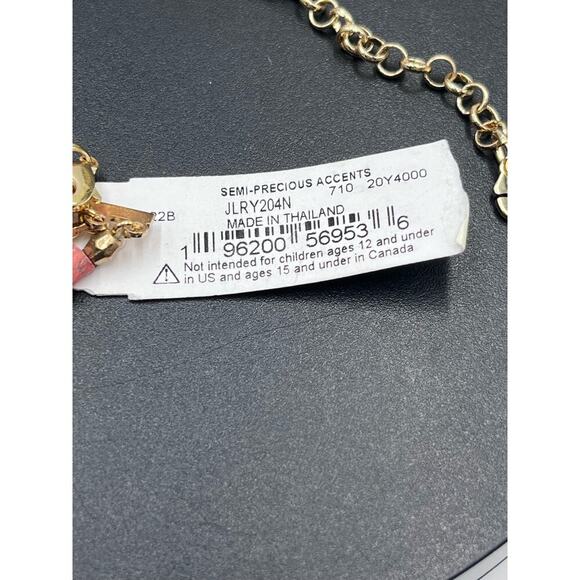 SEMI-PRECIOUS ACCENTS
710 20Y4000
22B JLRY204N
MADE IN THAILAND
1 96200 56953 6
Not intended for children ages 12 and under
in US and ages 15 and under in Canada